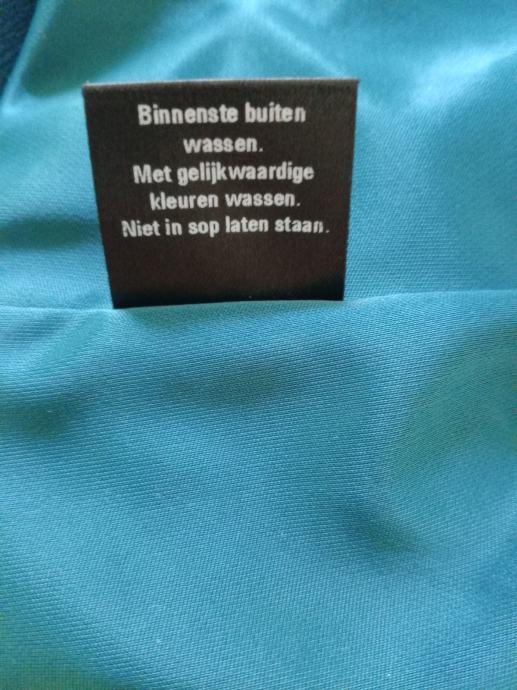 Binnenste buiten
wassen.
Met gelijkwaardige
kleuren wassen.
Niet in sop laten staan.